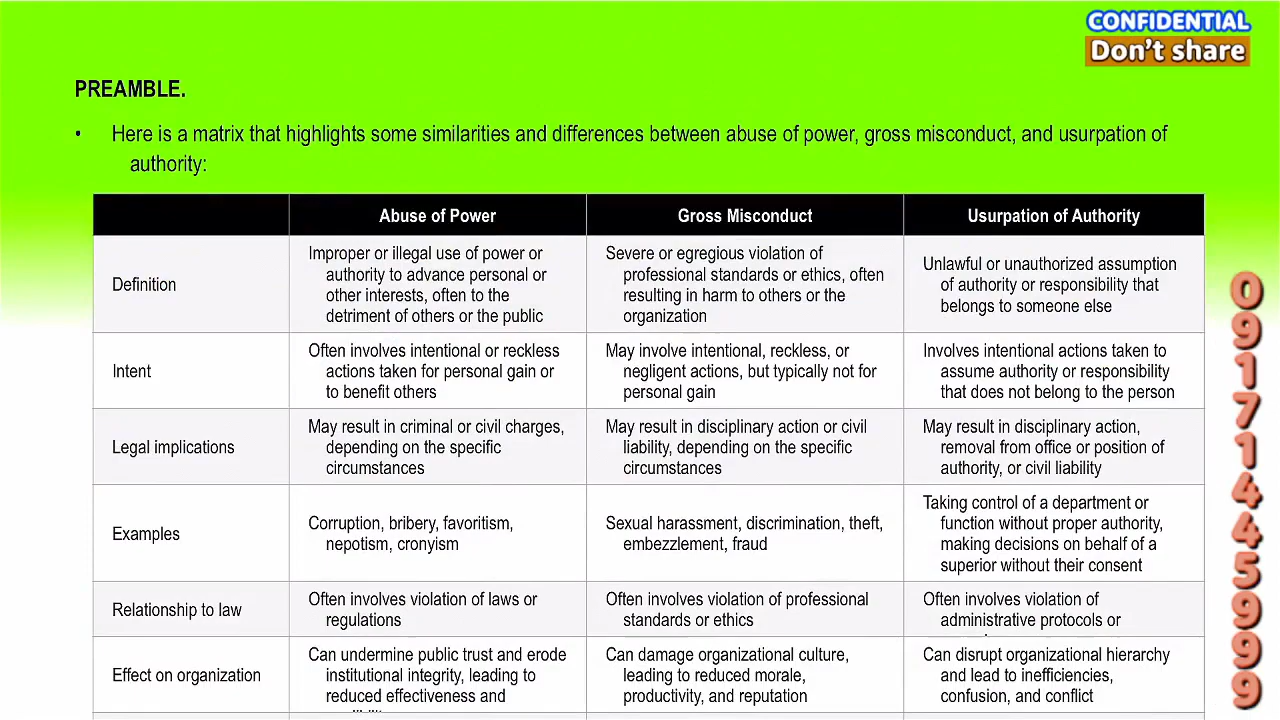 CONFIDENTIAL
Don't share
PREAMBLE.
• Here is a matrix that highlights some similarities and differences between abuse of power, gross misconduct, and usurpation of
authority:
Abuse of Power
Gross Misconduct
Usurpation of Authority
Definition
Improper or illegal use of power or
authority to advance personal or
other interests, often to the
detriment of others or the public
Severe or egregious violation of
professional standards or ethics, often
resulting in harm to others or the
organization
Unlawful or unauthorized assumption
of authority or responsibility that
belongs to someone else
Intent
Often involves intentional or reckless
actions taken for personal gain or
to benefit others
May involve intentional, reckless, or
negligent actions, but typically not for
personal gain
Involves intentional actions taken to
assume authority or responsibility
that does not belong to the person
Legal implications
May result in criminal or civil charges,
depending on the specific
circumstances
May result in disciplinary action or civil
liability, depending on the specific
circumstances
May result in disciplinary action,
removal from office or position of
authority, or civil liability
Examples
Corruption, bribery, favoritism,
nepotism, cronyism
Sexual harassment, discrimination, theft,
embezzlement, fraud
Taking control of a department or
function without proper authority,
making decisions on behalf of a
superior without their consent
Relationship to law
Often involves violation of laws or
regulations
Often involves violation of professional
standards or ethics
Often involves violation of
administrative protocols or
Effect on organization
Can undermine public trust and erode
institutional integrity, leading to
reduced effectiveness and
Can damage organizational culture,
leading to reduced morale,
productivity, and reputation
Can disrupt organizational hierarchy
and lead to inefficiencies,
confusion, and conflict
09171445999